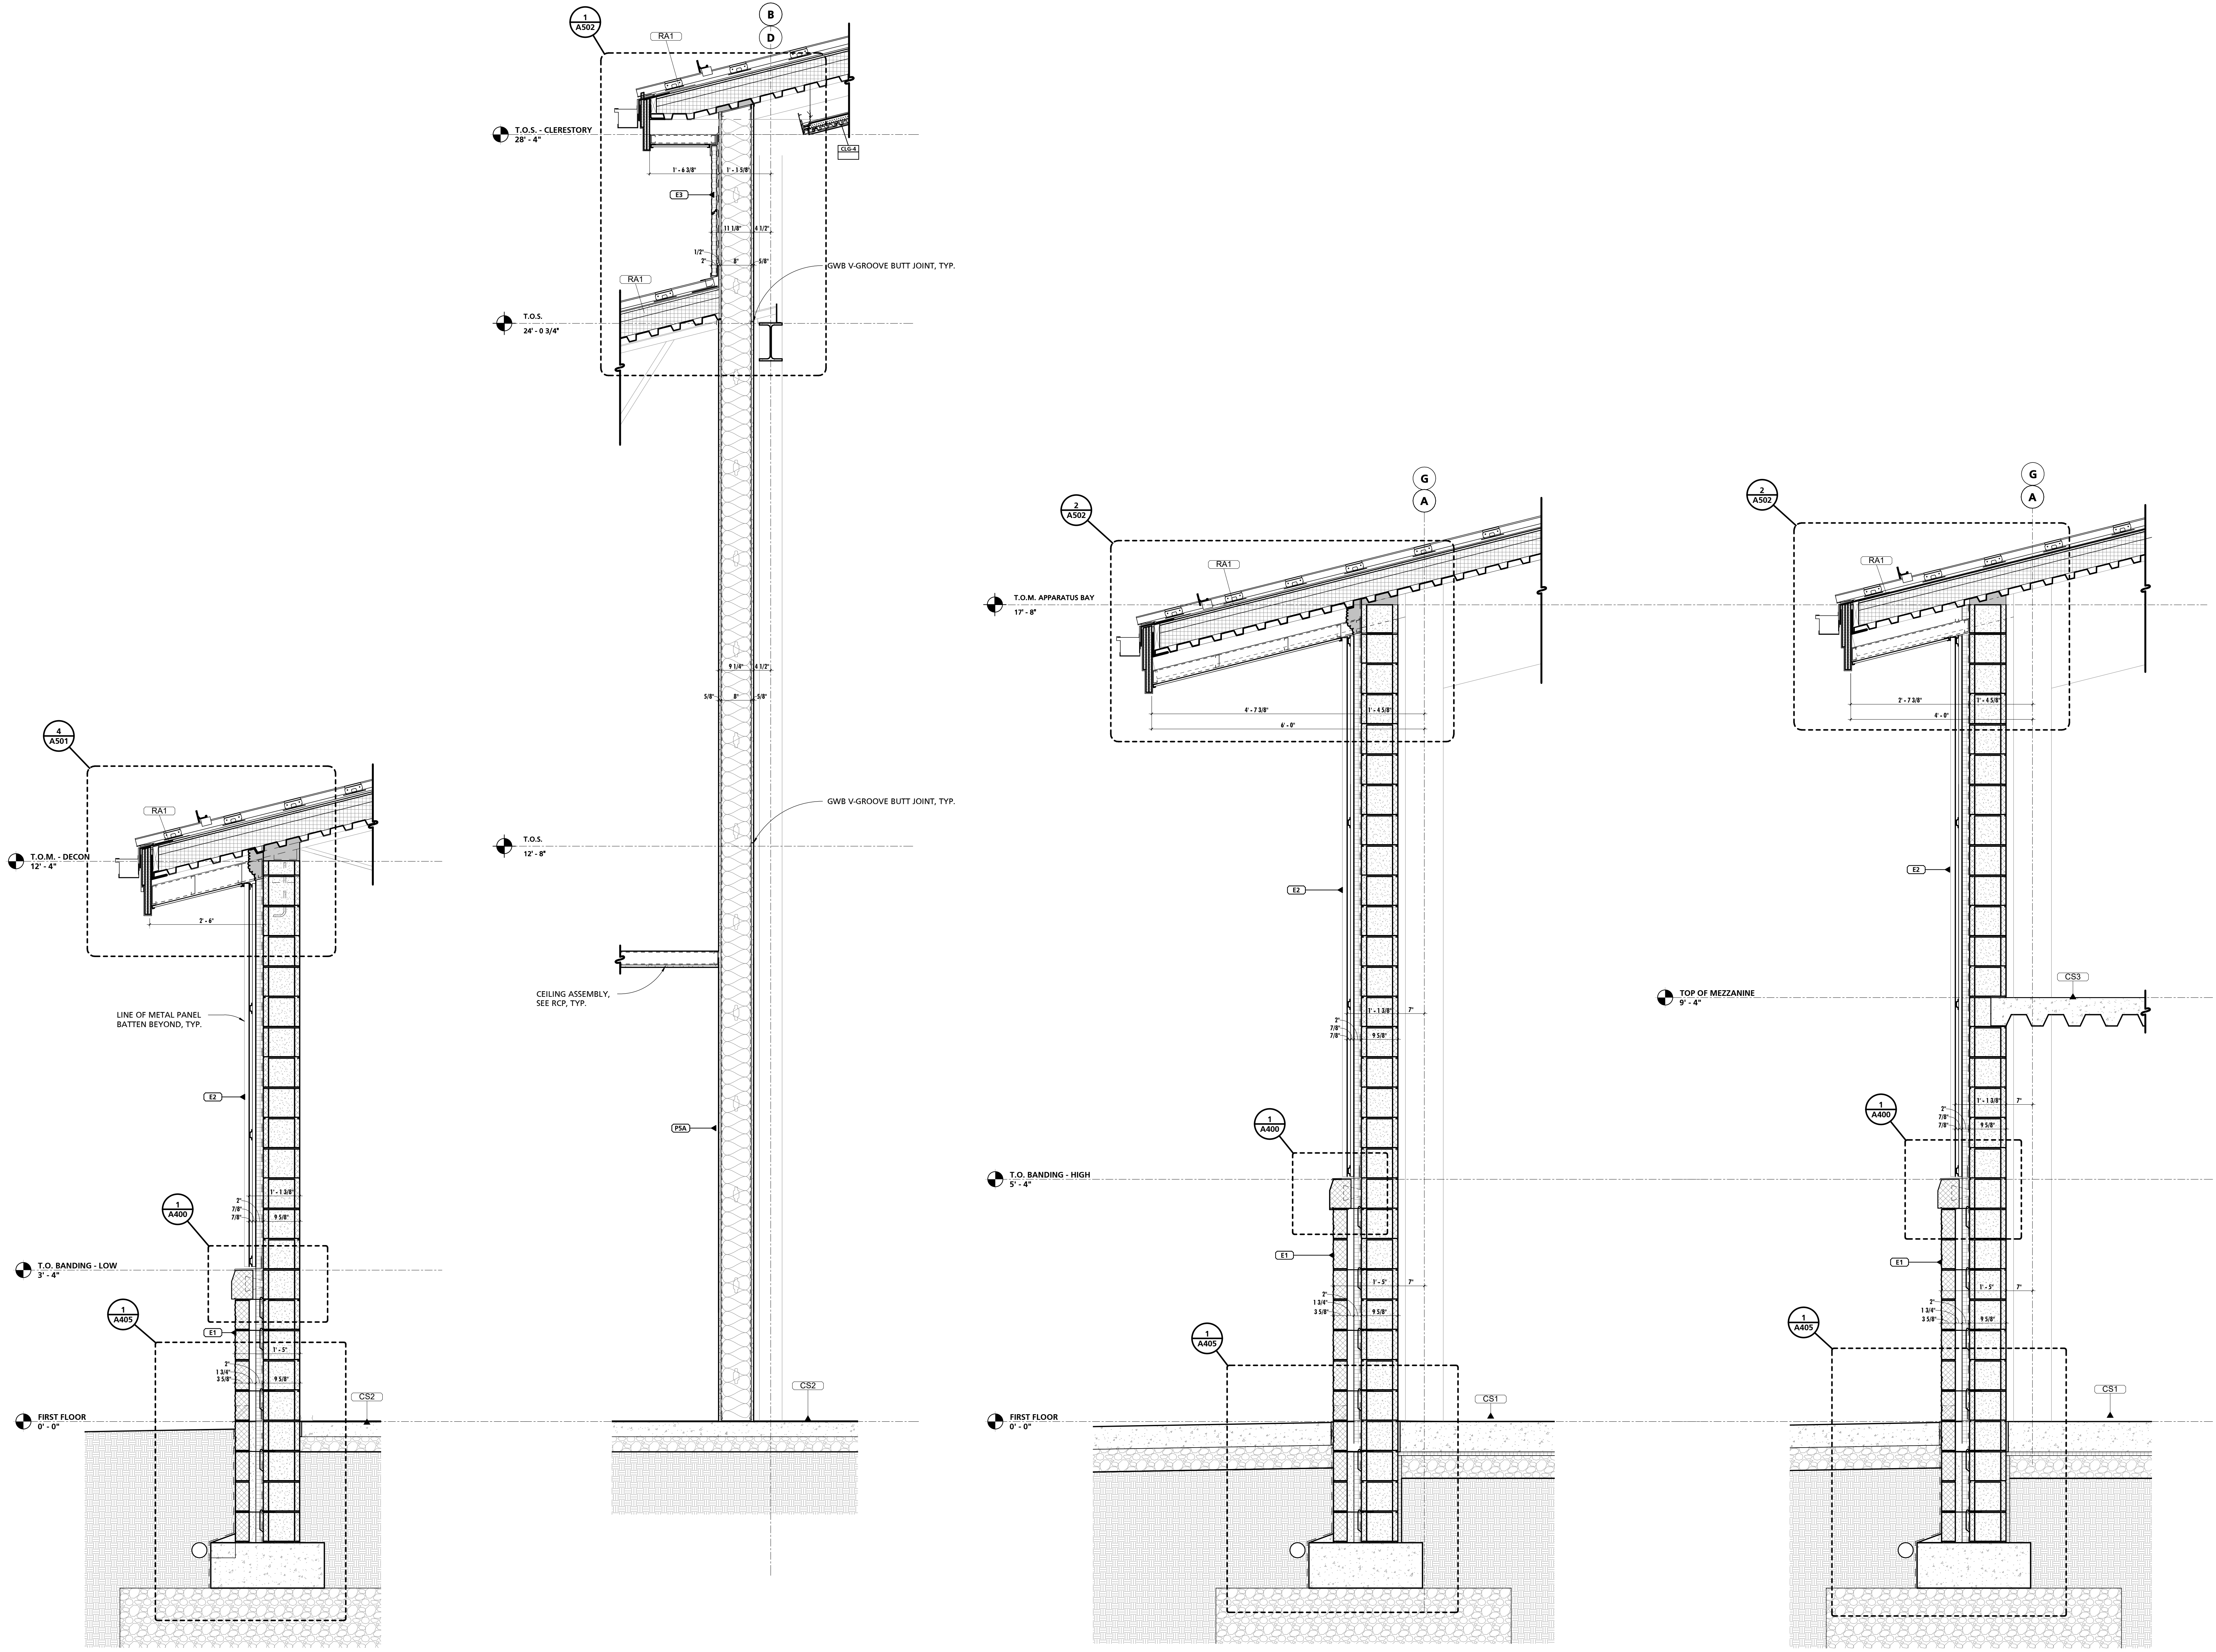 1
A502
RA1
B
D
T.O.S. - CLERESTORY
28' - 4"
CLG-4
1' - 6 3/8"
1' - 1 5/8"
E3
11 1/8"
4 1/2"
1/2"
2"
8"
5/8"
GWB V-GROOVE BUTT JOINT, TYP.
RA1
T.O.S.
24' - 0 3/4"
9 1/4"
4 1/2"
5/8"
8"
5/8"
GWB V-GROOVE BUTT JOINT, TYP.
T.O.S.
12' - 8"
CEILING ASSEMBLY,
SEE RCP, TYP.
P5A
CS2
4
A501
RA1
T.O.M. - DECON
12' - 4"
2' - 6"
LINE OF METAL PANEL
BATTEN BEYOND, TYP.
E2
1' - 1 3/8"
2"
7/8"
7/8"
9 5/8"
1
A400
T.O. BANDING - LOW
3' - 4"
1
A405
E1
1' - 5"
2"
1 3/4"
3 5/8"
9 5/8"
CS2
FIRST FLOOR
0' - 0"
G
A
2
A502
RA1
T.O.M. APPARATUS BAY
17' - 8"
4' - 7 3/8"
1' - 4 5/8"
6' - 0"
E2
1' - 1 3/8"
7"
2"
7/8"
7/8"
9 5/8"
1
A400
T.O. BANDING - HIGH
5' - 4"
E1
1' - 5"
7"
2"
1 3/4"
3 5/8"
9 5/8"
1
A405
CS1
FIRST FLOOR
0' - 0"
G
A
2
A502
RA1
2' - 7 3/8"
1' - 4 5/8"
4' - 0"
E2
CS3
TOP OF MEZZANINE
9' - 4"
1' - 1 3/8"
7"
2"
7/8"
7/8"
9 5/8"
1
A400
E1
1' - 5"
7"
2"
1 3/4"
3 5/8"
9 5/8"
1
A405
CS1